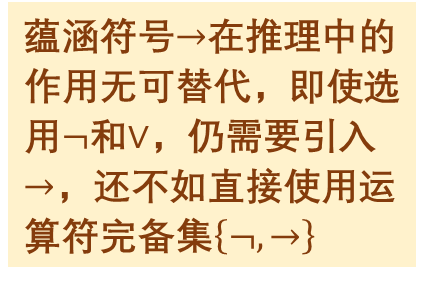 蕴涵符号→在推理中的
作用无可替代，即使选
用¬和∨，仍需要引入
→，还不如直接使用运
算符完备集{¬,→}